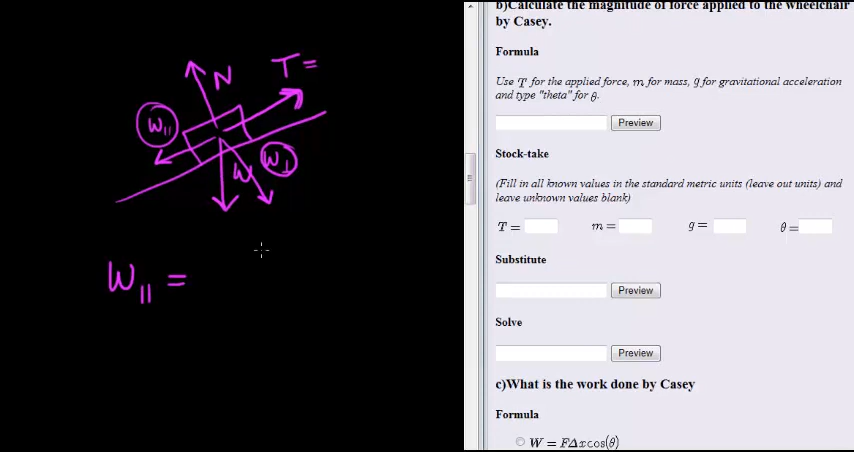 N
T =
W||
W
W⊥
W|| =
b)Calculate the magnitude of force applied to the wheelchair
by Casey.
Formula
Use T for the applied force, m for mass, g for gravitational acceleration
and type "theta" for θ.
Preview
Stock-take
(Fill in all known values in the standard metric units (leave out units) and
leave unknown values blank)
T = m = g = θ =
Substitute
Preview
Solve
Preview
c)What is the work done by Casey
Formula
W = FΔxcos(θ)